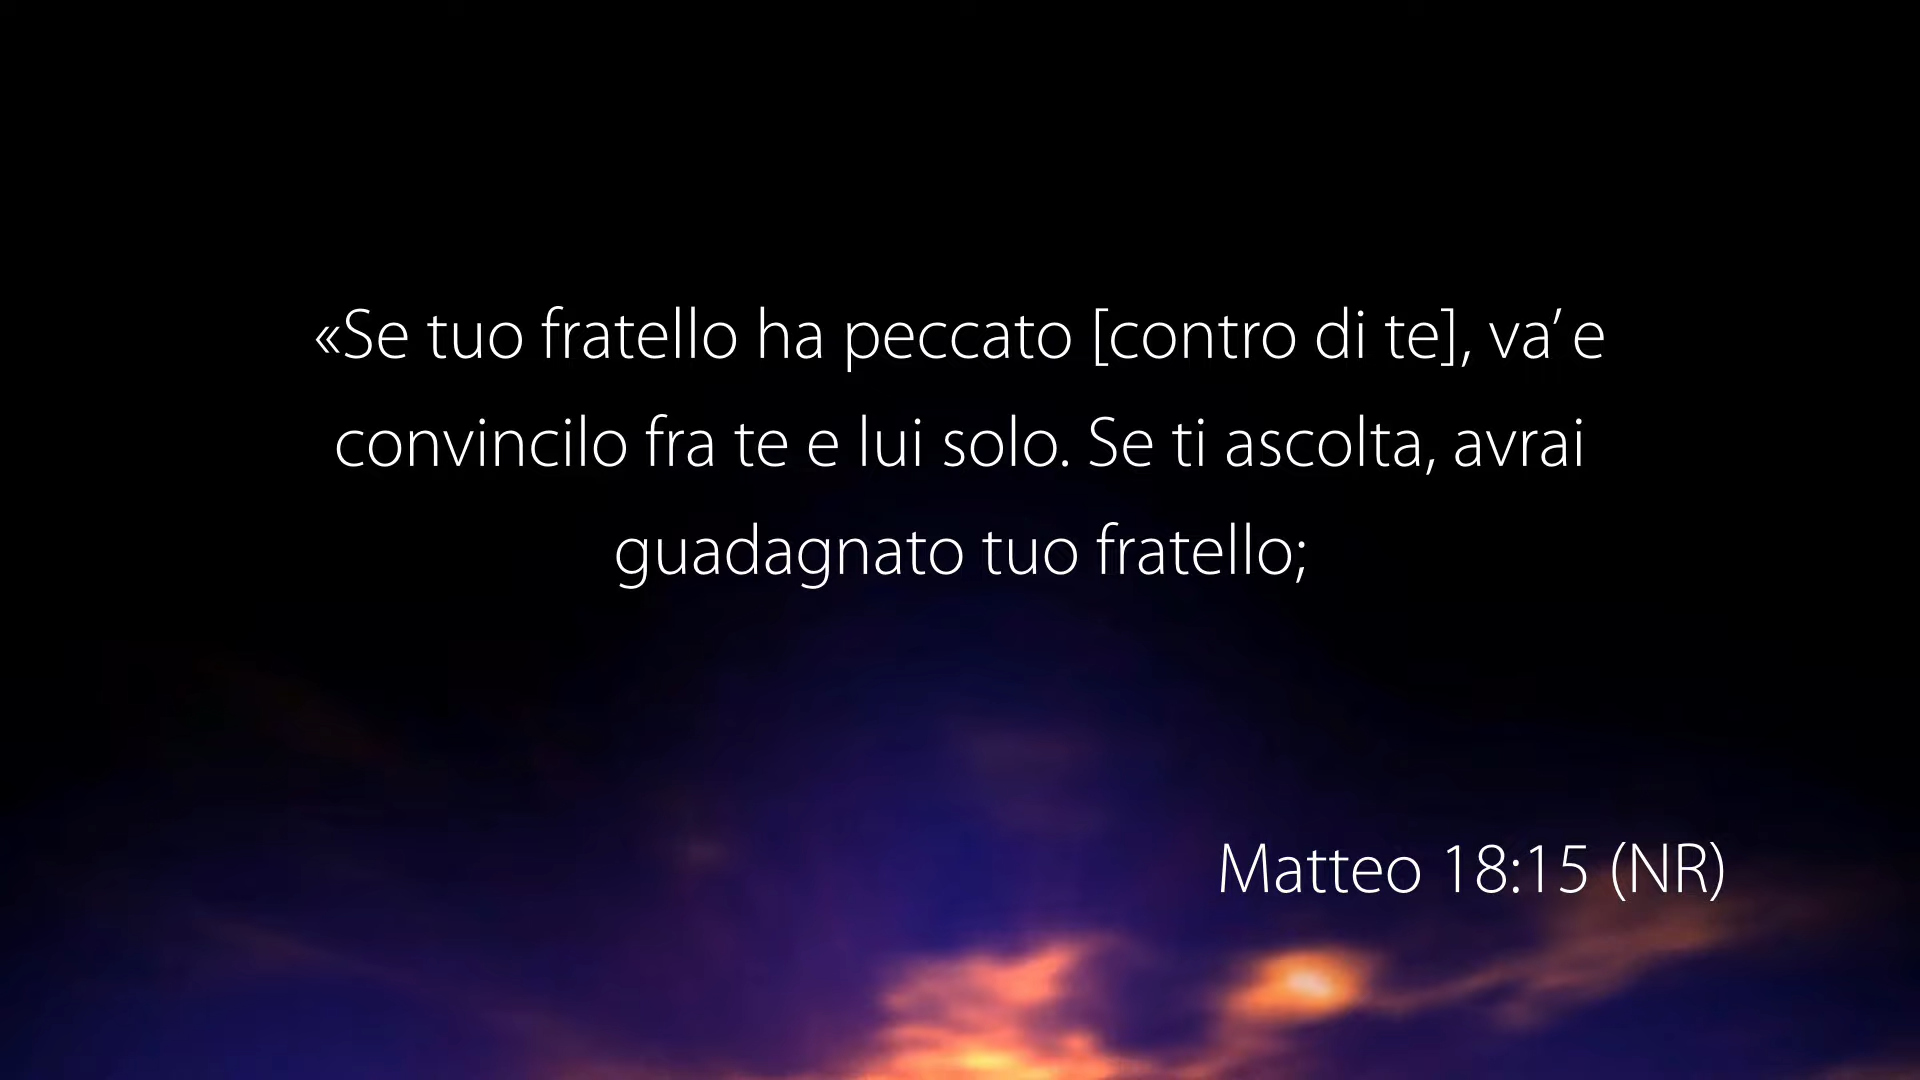 «Se tuo fratello ha peccato [contro di te], va’ e
convincilo fra te e lui solo. Se ti ascolta, avrai
guadagnato tuo fratello;
Matteo 18:15 (NR)